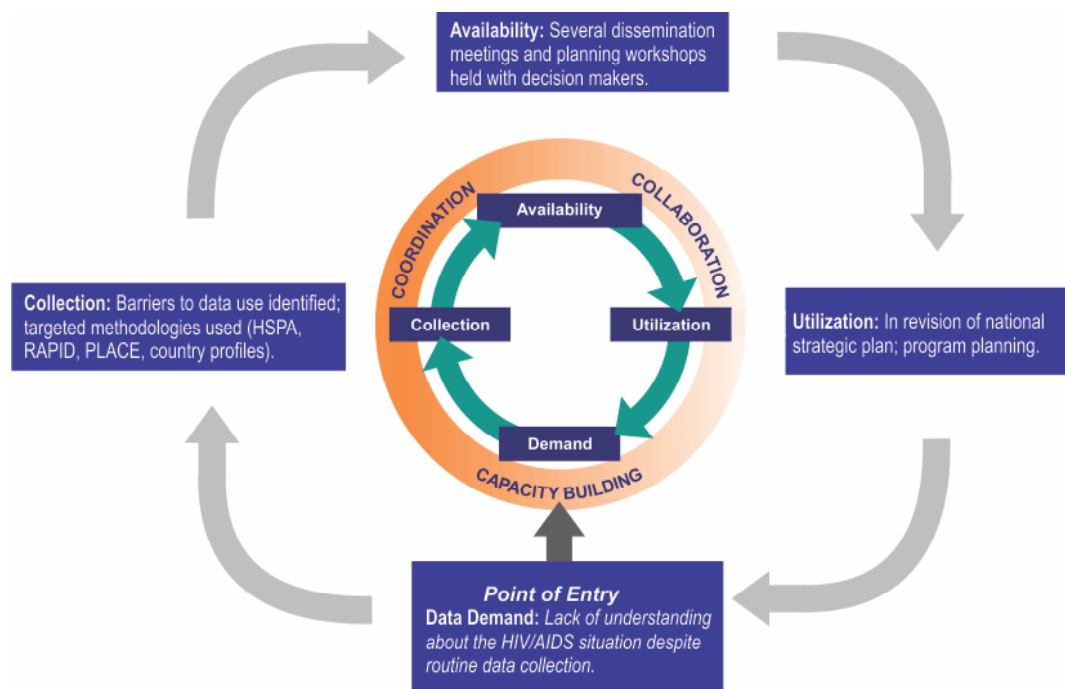 Availability: Several dissemination
meetings and planning workshops
held with decision makers.
COORDINATION
COLLABORATION
Availability
Collection: Barriers to data use identified;
targeted methodologies used (HSPA,
RAPID, PLACE, country profiles).
Collection
Utilization
Utilization: In revision of national
strategic plan; program planning.
Demand
CAPACITY BUILDING
Point of Entry
Data Demand: Lack of understanding
about the HIV/AIDS situation despite
routine data collection.